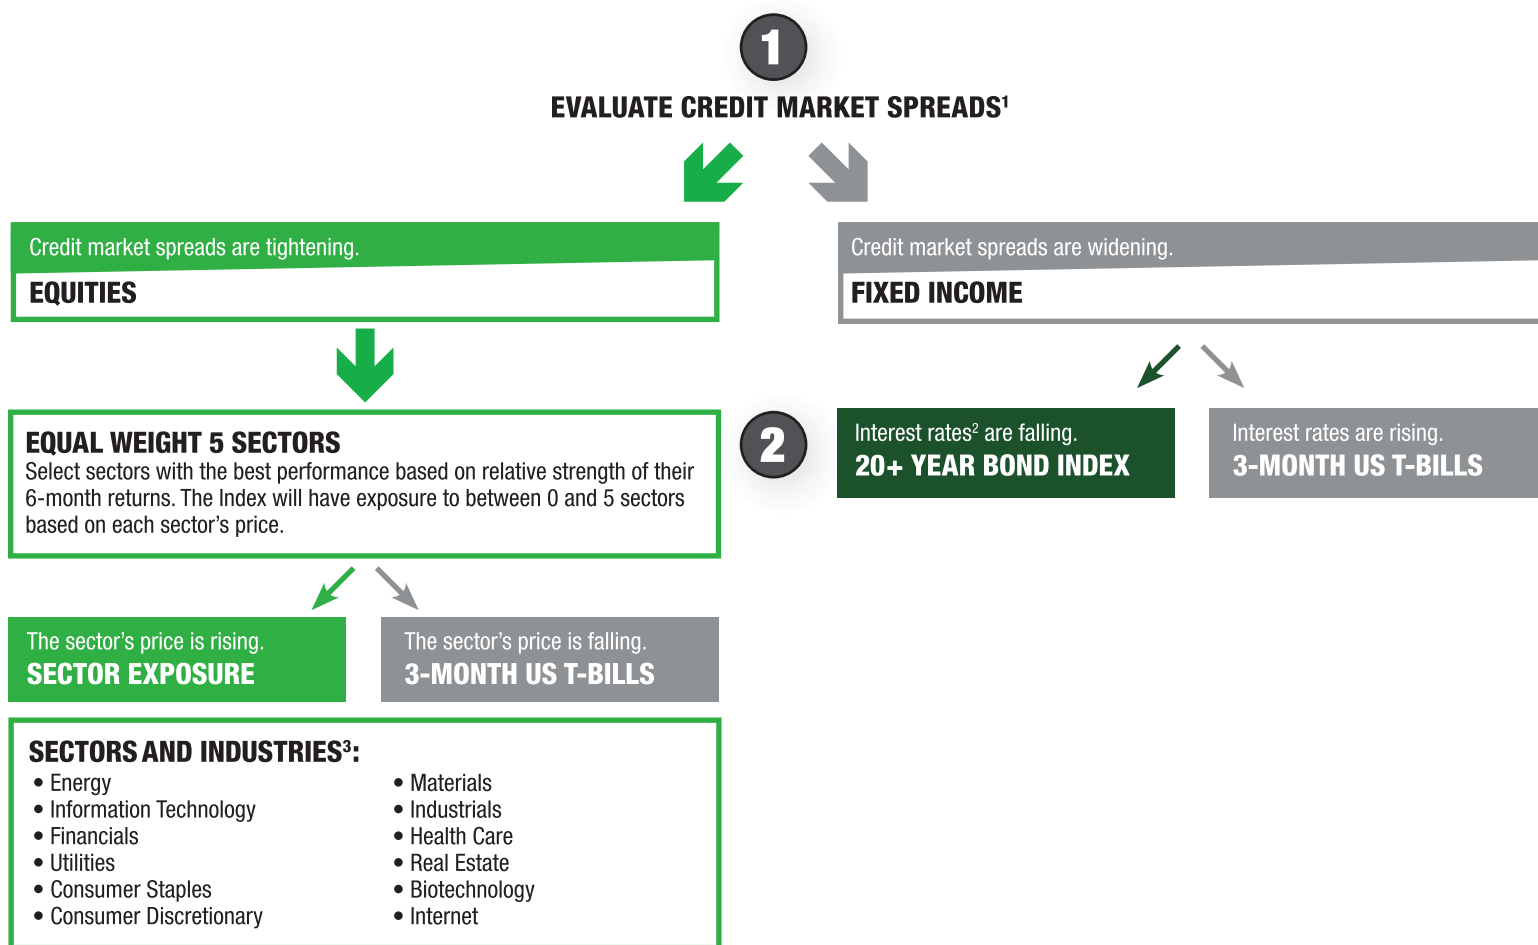 1
EVALUATE CREDIT MARKET SPREADS¹
Credit market spreads are tightening.
EQUITIES
Credit market spreads are widening.
FIXED INCOME
EQUAL WEIGHT 5 SECTORS
Select sectors with the best performance based on relative strength of their
6-month returns. The Index will have exposure to between 0 and 5 sectors
based on each sector’s price.
2
Interest rates² are falling.
20+ YEAR BOND INDEX
Interest rates are rising.
3-MONTH US T-BILLS
The sector’s price is rising.
SECTOR EXPOSURE
The sector’s price is falling.
3-MONTH US T-BILLS
SECTORS AND INDUSTRIES³:
• Energy
• Information Technology
• Financials
• Utilities
• Consumer Staples
• Consumer Discretionary
• Materials
• Industrials
• Health Care
• Real Estate
• Biotechnology
• Internet